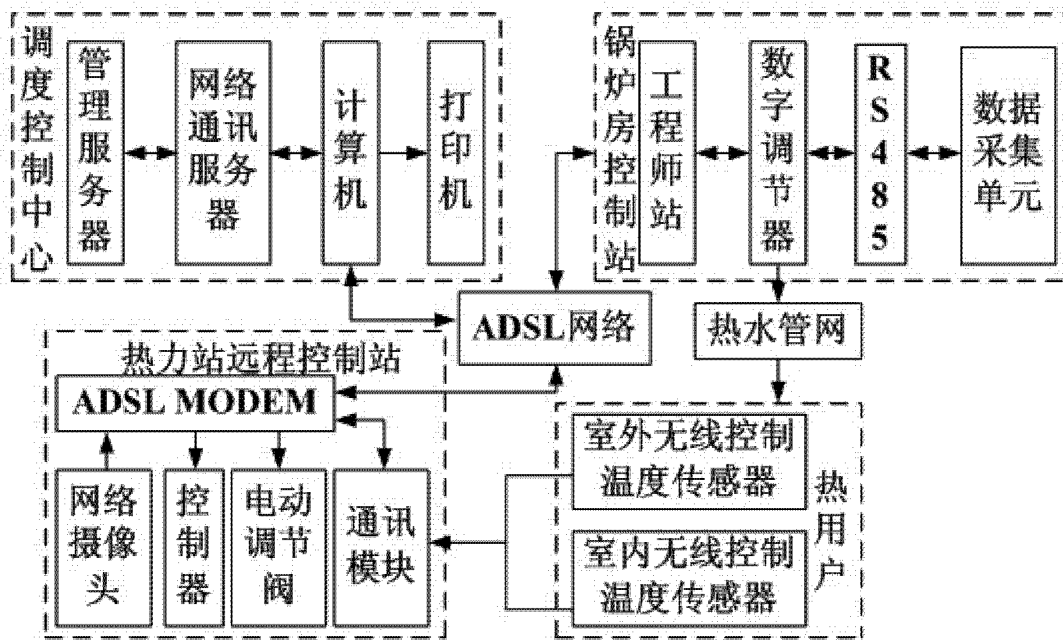 调度控制中心
管理服务器
网络
通讯
服务
器
计算机
打印机
锅炉房控制站
工程师站
数字调节器
RS485
数据
采集
单元
ADSL网络
热水管网
热力站远程控制站
ADSL MODEM
网络
摄像
头
控制器
电动
调节
阀
通讯
模块
室外无线控制
温度传感器
室内无线控制
温度传感器
热用户